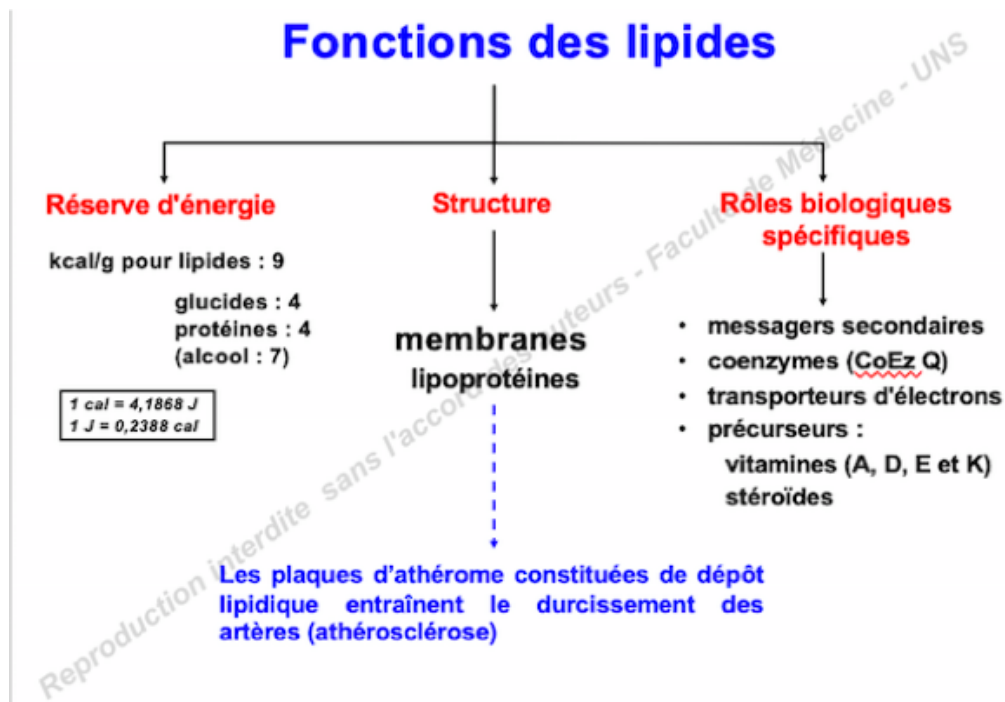 Fonctions des lipides
Réserve d'énergie
kcal/g pour lipides : 9
glucides : 4
protéines : 4
(alcool : 7)
1 cal = 4,1868 J
1 J = 0,2388 cal
Structure
membranes
lipoprotéines
Rôles biologiques
spécifiques
• messagers secondaires
• coenzymes (CoEz Q)
• transporteurs d'électrons
• précurseurs :
vitamines (A, D, E et K)
stéroïdes
Les plaques d'athérome constituées de dépôt
lipidique entraînent le durcissement des
artères (athérosclérose)
Reproduction interdite sans l'accord des auteurs - Faculté de Médecine - UNS